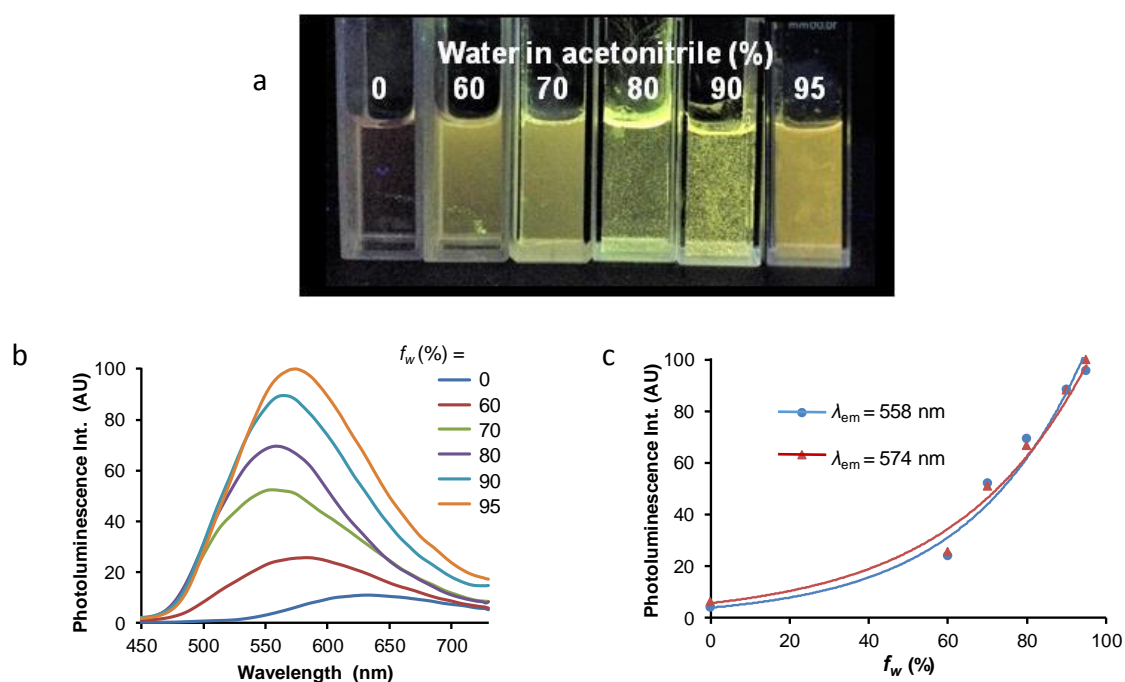 a
Water in acetonitrile (%)
0 60 70 80 90 95
b
f_w (%) =
0
60
70
80
90
95
Photoluminescence Int. (AU)
100
80
60
40
20
0
450 500 550 600 650 700
Wavelength (nm)
c
λem = 558 nm
λem = 574 nm
Photoluminescence Int. (AU)
100
80
60
40
20
0
0 20 40 60 80 100
f_w (%)